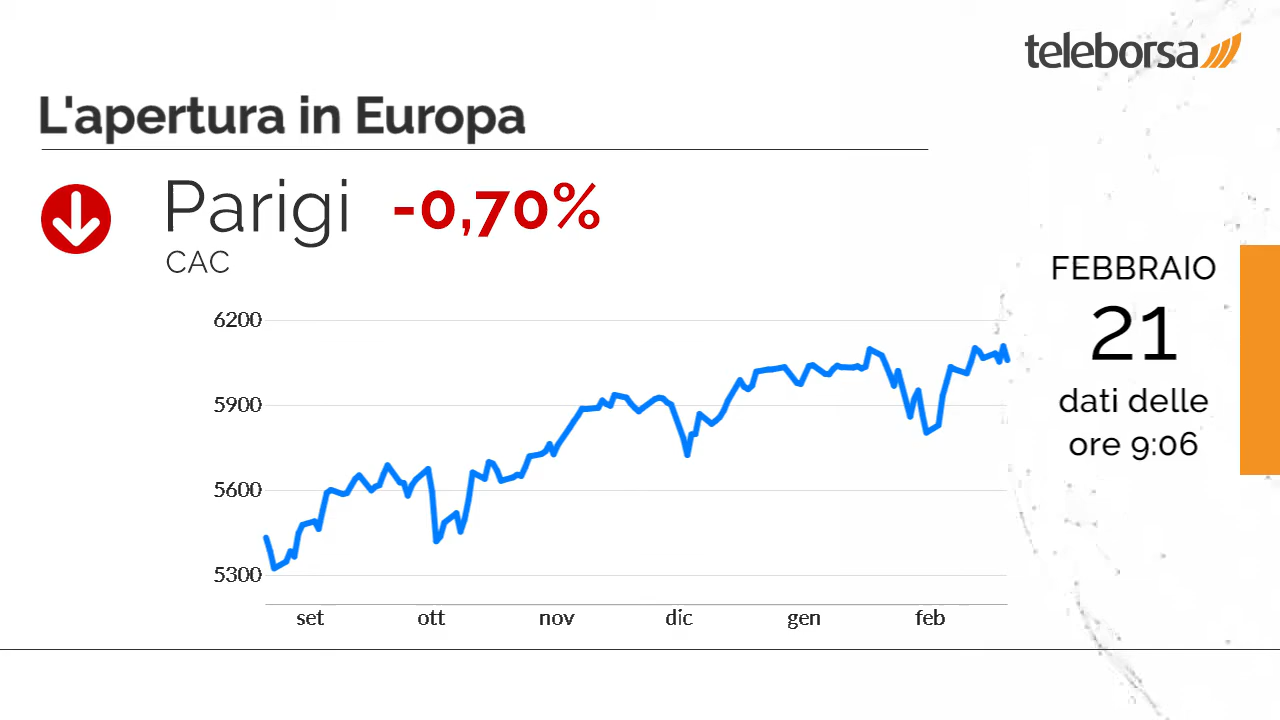 teleborsa
L'apertura in Europa
Parigi -0,70%
CAC
FEBBRAIO
21
dati delle
ore 9:06
6200
5900
5600
5300
set ott nov dic gen feb